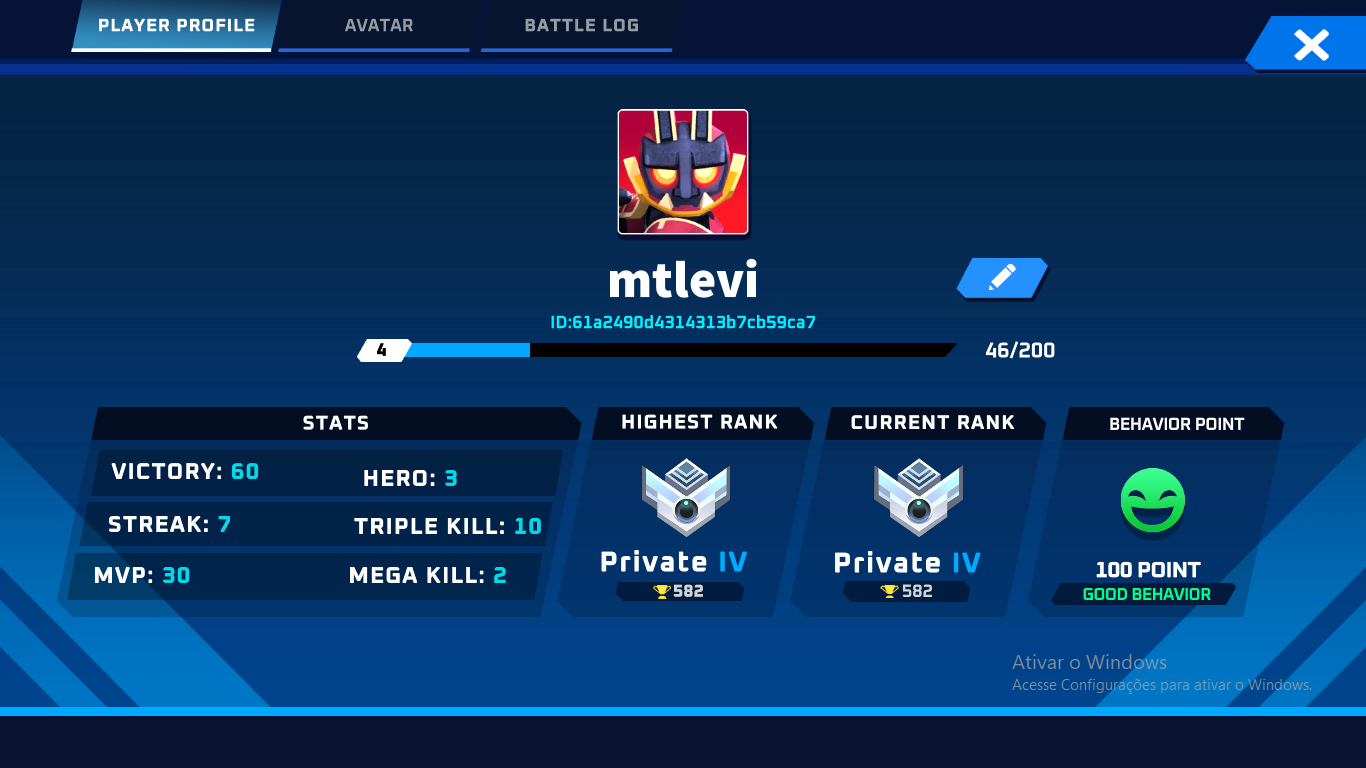 PLAYER PROFILE
AVATAR
BATTLE LOG
mtlevi
ID:61a2490d4314313b7cb59ca7
4
46/200
STATS
VICTORY: 60
HERO: 3
STREAK: 7
TRIPLE KILL: 10
MVP: 30
MEGA KILL: 2
HIGHEST RANK
Private IV
582
CURRENT RANK
Private IV
582
BEHAVIOR POINT
100 POINT
GOOD BEHAVIOR
Ativar o Windows
Acesse Configurações para ativar o Windows.